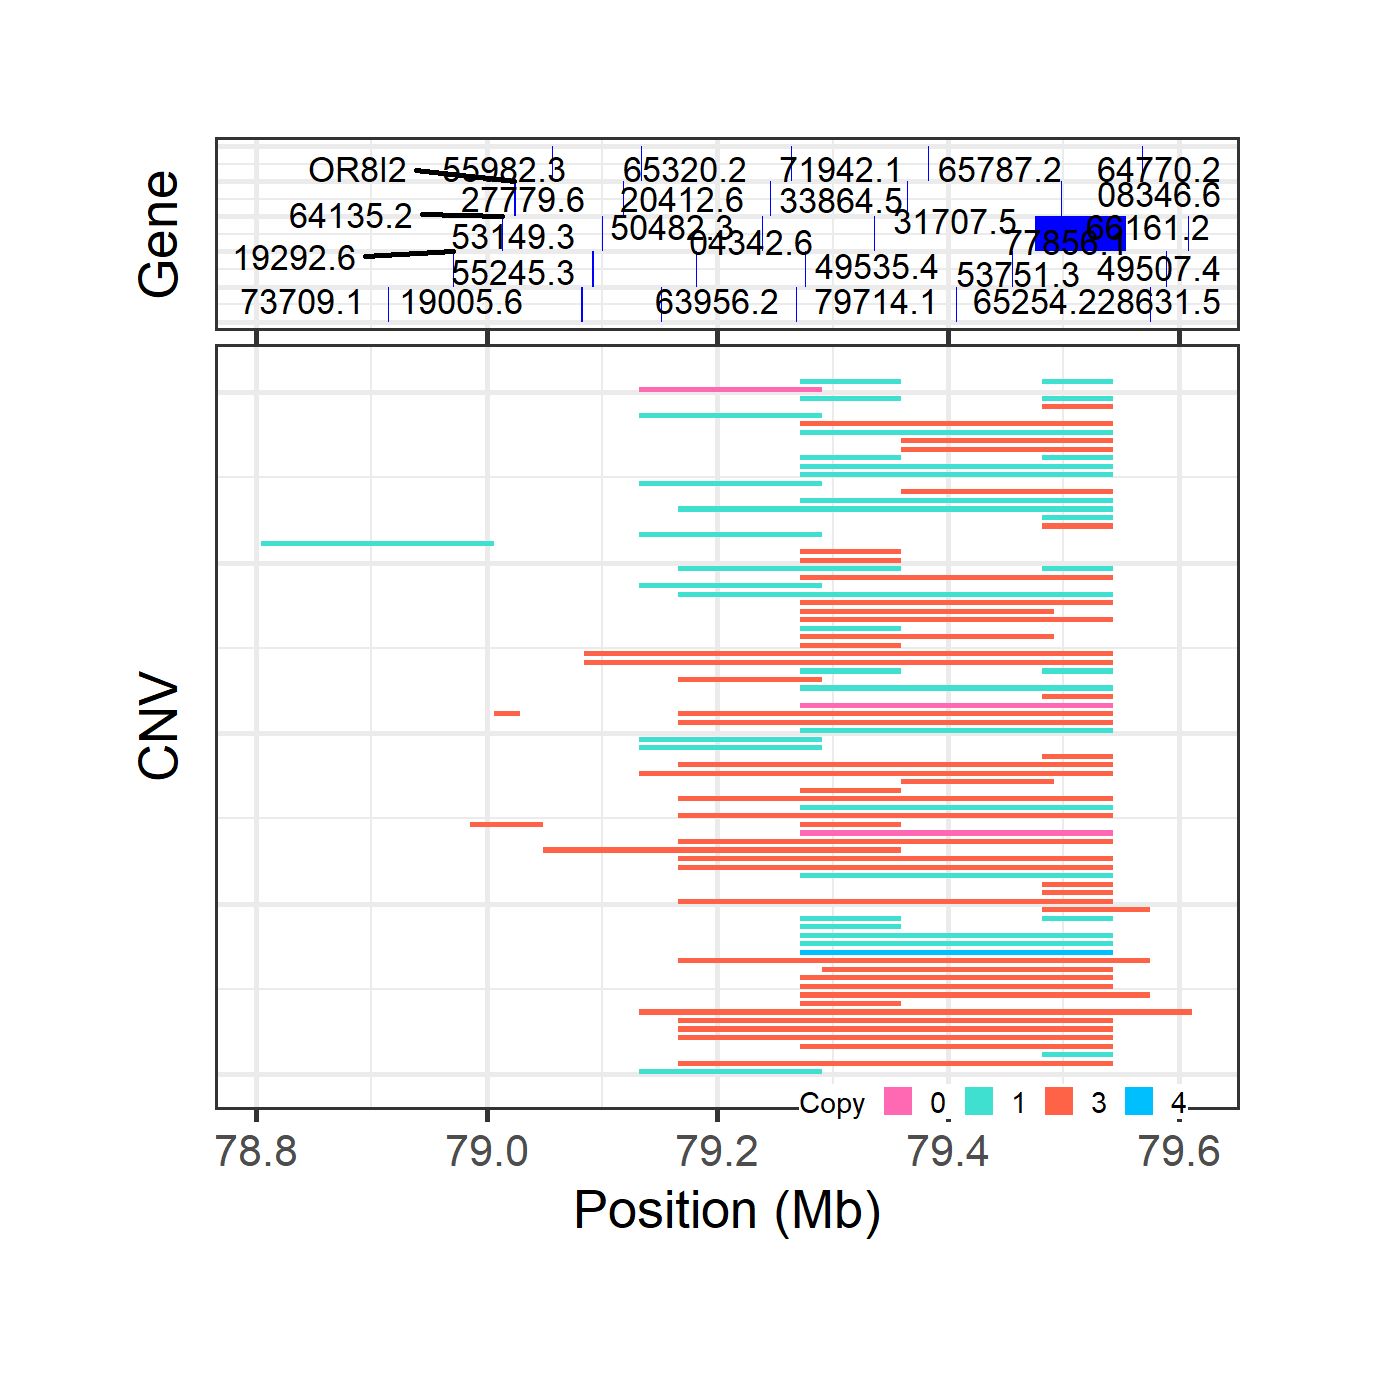 Gene
OR8I2 55982.3 65320.2 71942.1 65787.2 64770.2
27779.6 20412.6 33864.5 08346.6
64135.2 53149.3 50482.3 04342.6 31707.5 77856.1 66161.2
19292.6 55245.3 49535.4 53751.3 49507.4
73709.1 19005.6 63956.2 79714.1 65254.2 28631.5
CNV
Copy 0 1 3 4
78.8 79.0 79.2 79.4 79.6
Position (Mb)